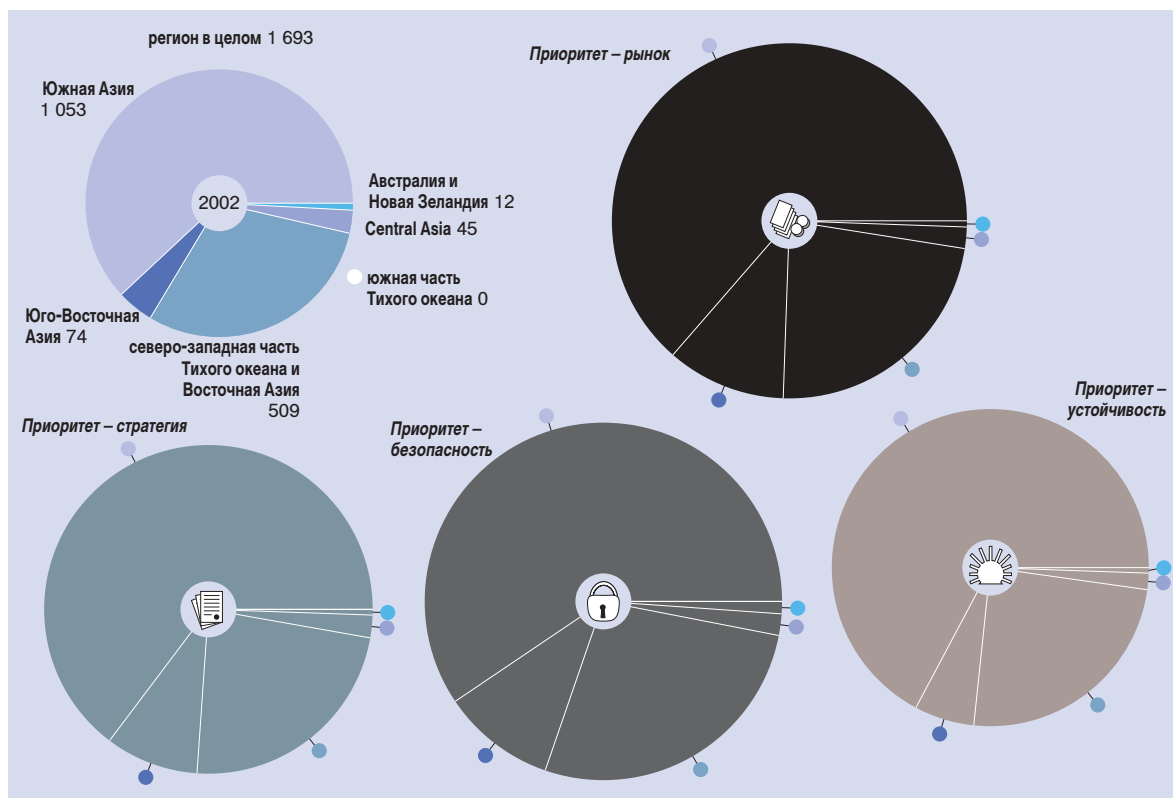 регион в целом 1 693
Южная Азия
1 053
2002
Австралия и
Новая Зеландия 12
Central Asia 45
южная часть
Тихого океана 0
Юго-Восточная
Азия 74
северо-западная часть
Тихого океана и
Восточная Азия
509
Приоритет – рынок
Приоритет – стратегия
Приоритет –
безопасность
Приоритет –
устойчивость